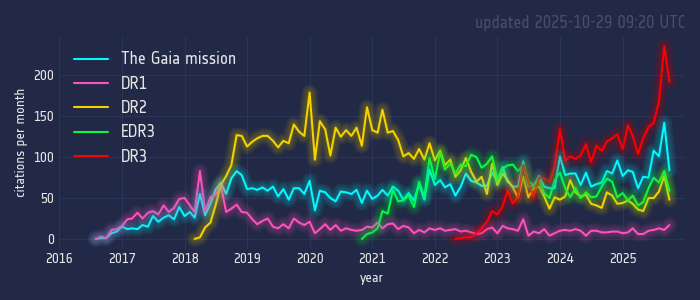 updated 2025-10-29 09:20 UTC
The Gaia mission
DR1
DR2
EDR3
DR3
citations per month
200
150
100
50
0
2016 2017 2018 2019 2020 2021 2022 2023 2024 2025
year